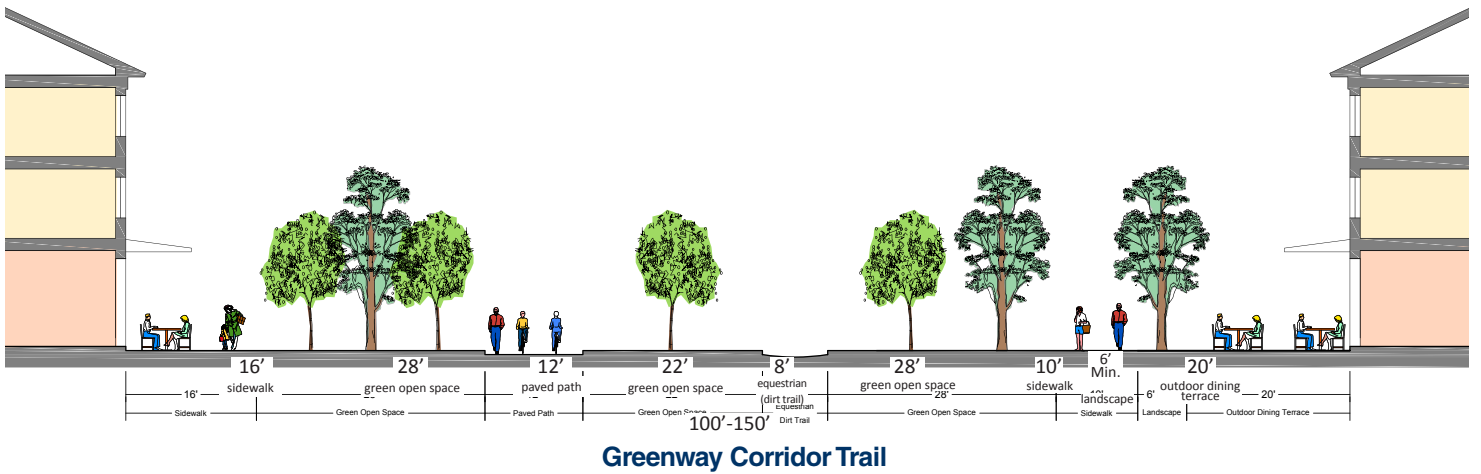 16’ 28’ 12’ 22’ 8’ 28’ 10’ 6’ Min. 20’
sidewalk green open space paved path green open space equestrian (dirt trail) green open space sidewalk landscape outdoor dining terrace
16' 28' 6' 20'
Sidewalk Green Open Space Paved Path Green Open Space Equestrian Dirt Trail Green Open Space Sidewalk Landscape Outdoor Dining Terrace
100’-150’
Greenway Corridor Trail